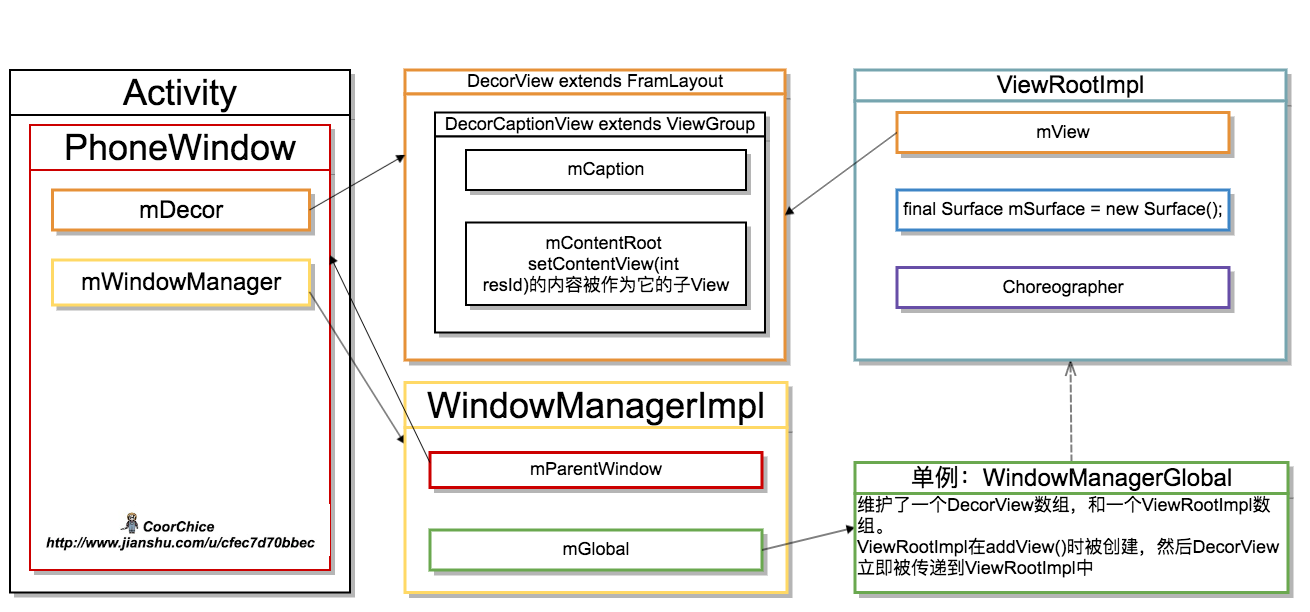 Activity
PhoneWindow
mDecor
mWindowManager
CoorChice
http://www.jianshu.com/u/cfec7d70bbec
DecorView extends FramLayout
DecorCaptionView extends ViewGroup
mCaption
mContentRoot
setContentView(int
resId)的内容被作为它的子View
WindowManagerImpl
mParentWindow
mGlobal
ViewRootImpl
mView
final Surface mSurface = new Surface();
Choreographer
单例：WindowManagerGlobal
维护了一个DecorView数组，和一个ViewRootImpl数
组。
ViewRootImpl在addView()时被创建，然后DecorView
立即被传递到ViewRootImpl中